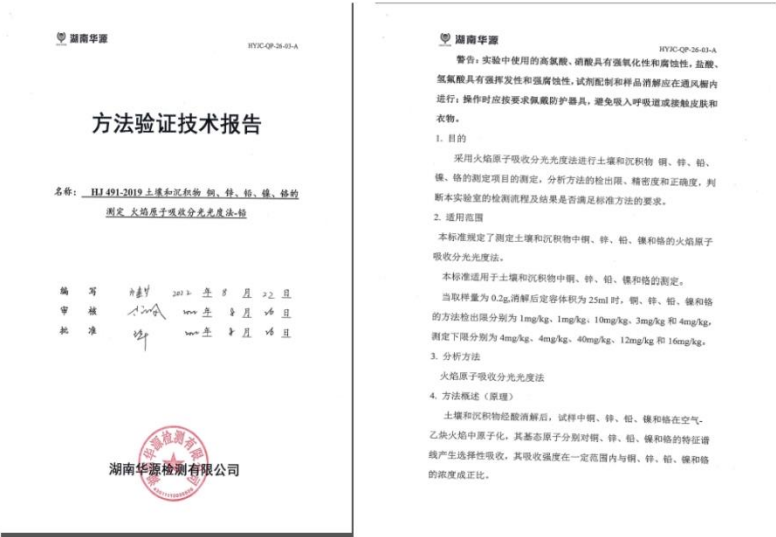 湖南华源
HYJC-QP-26-03-A
方法验证技术报告
名称： HJ 491-2019 土壤和沉积物 铜、锌、铅、镍、铬的
测定 火焰原子吸收分光光度法-铅
编 写 2022 年 8 月 22 日
审 核 年 8 月 26 日
批 准 年 8 月 26 日
湖南华源检测有限公司
湖南华源
HYJC-QP-26-03-A
警告：实验中使用的高氯酸、硝酸具有强氧化性和腐蚀性，盐酸、
氢氟酸具有强挥发性和强腐蚀性，试剂配制和样品消解应在通风橱内
进行；操作时应按要求佩戴防护器具，避免吸入呼吸道或接触皮肤和
衣物。
1. 目的
采用火焰原子吸收分光光度法进行土壤和沉积物 铜、锌、铅、
镍、铬的测定项目的测定，分析方法的检出限、精密度和正确度，判
断本实验室的检测流程及结果是否满足标准方法的要求。
2. 适用范围
本标准规定了测定土壤和沉积物中铜、锌、铅、镍和铬的火焰原子
吸收分光光度法。
本标准适用于土壤和沉积物中铜、锌、铅、镍和铬的测定。
当取样量为 0.2g,消解后定容体积为 25ml 时，铜、锌、铅、镍和铬
的方法检出限分别为 1mg/kg、1mg/kg、10mg/kg、3mg/kg 和 4mg/kg，
测定下限分别为 4mg/kg、4mg/kg、40mg/kg、12mg/kg 和 16mg/kg。
3. 分析方法
火焰原子吸收分光光度法
4. 方法概述（原理）
土壤和沉积物经酸消解后，试样中铜、锌、铅、镍和铬在空气-
乙炔火焰中原子化，其基态原子分别对铜、锌、铅、镍和铬的特征谱
线产生选择性吸收，其吸收强度在一定范围内与铜、锌、铅、镍和铬
的浓度成正比。